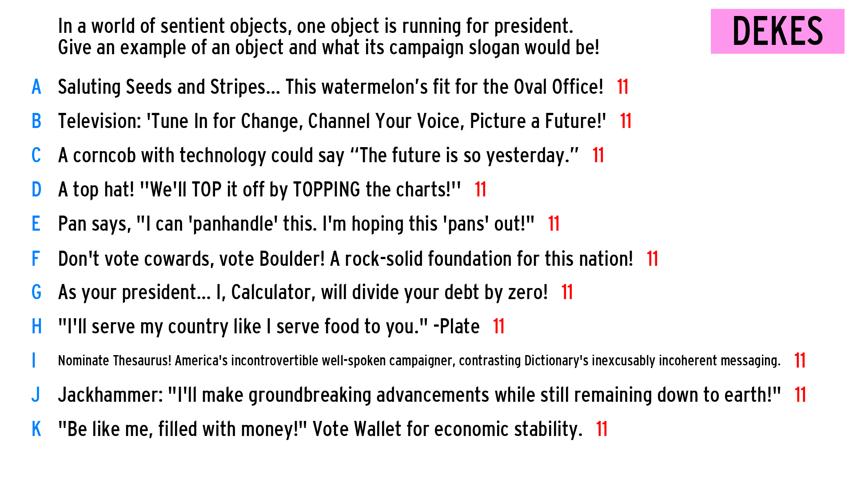 In a world of sentient objects, one object is running for president.
Give an example of an object and what its campaign slogan would be!
DEKES
A Saluting Seeds and Stripes... This watermelon’s fit for the Oval Office! 11
B Television: 'Tune In for Change, Channel Your Voice, Picture a Future!' 11
C A corncob with technology could say “The future is so yesterday.” 11
D A top hat! "We'll TOP it off by TOPPING the charts!" 11
E Pan says, "I can 'panhandle' this. I'm hoping this 'pans' out!" 11
F Don't vote cowards, vote Boulder! A rock-solid foundation for this nation! 11
G As your president... I, Calculator, will divide your debt by zero! 11
H "I'll serve my country like I serve food to you." -Plate 11
I Nominate Thesaurus! America's incontrovertible well-spoken campaigner, contrasting Dictionary's inexcusably incoherent messaging. 11
J Jackhammer: "I'll make groundbreaking advancements while still remaining down to earth!" 11
K "Be like me, filled with money!" Vote Wallet for economic stability. 11